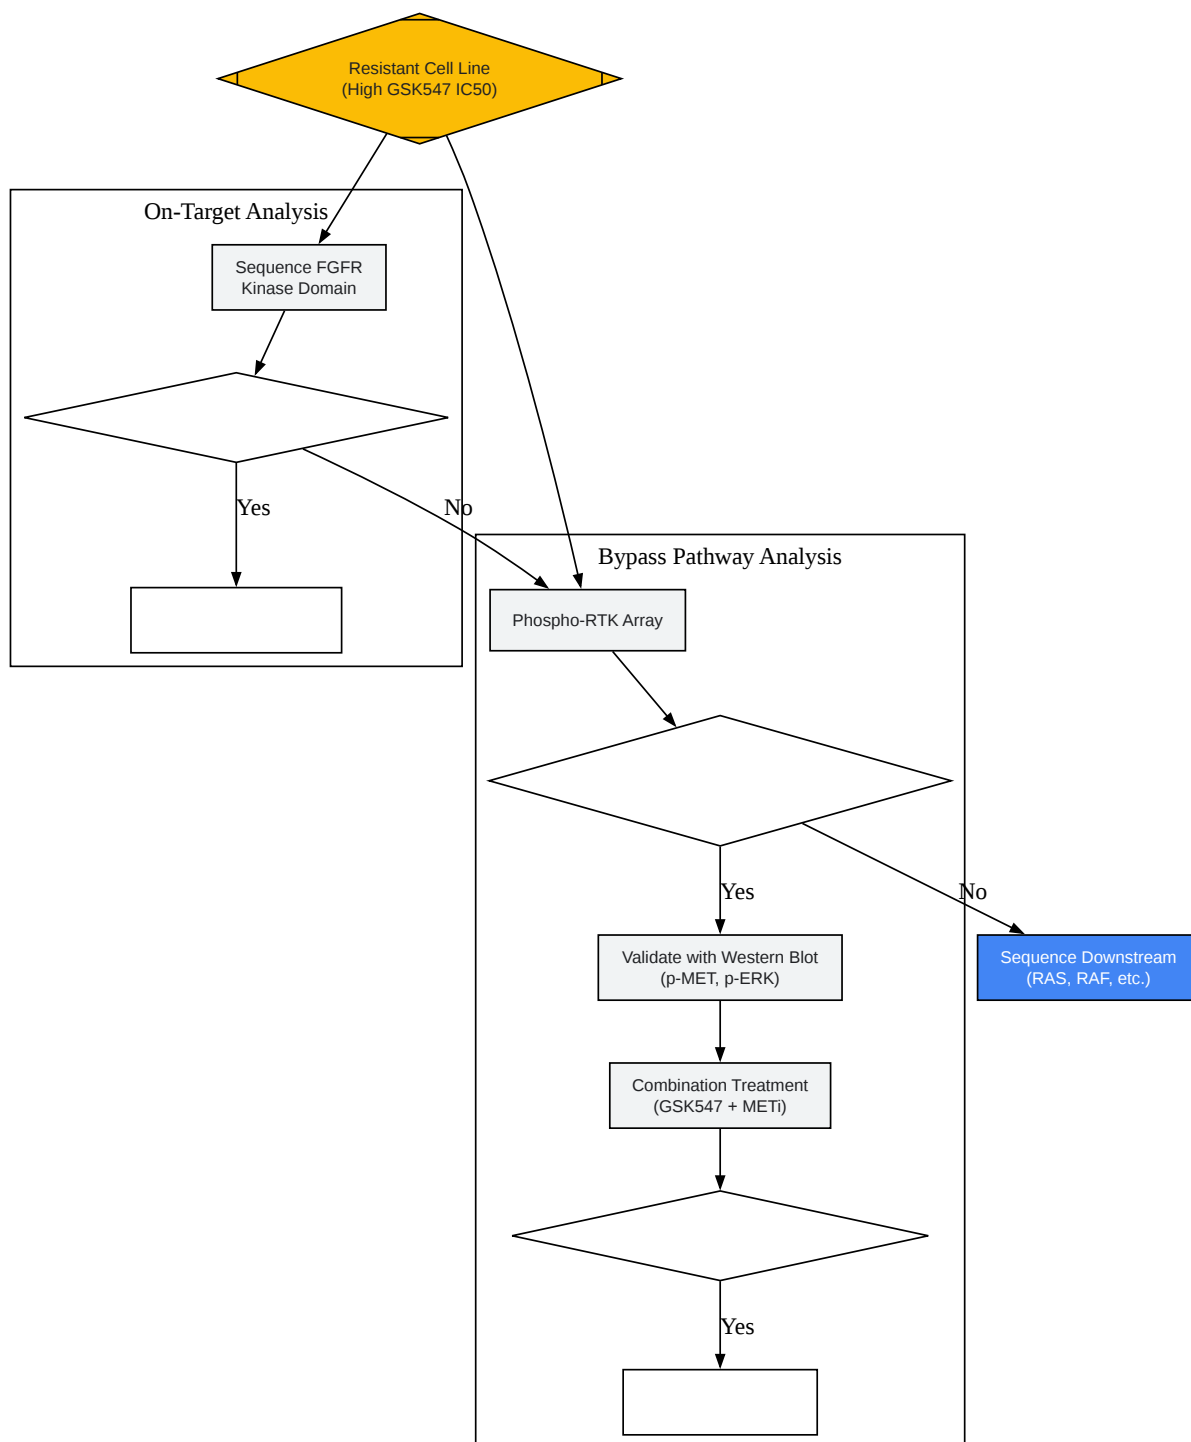 Resistant Cell Line
(High GSK547 IC50)
On-Target Analysis
Sequence FGFR
Kinase Domain
Yes
No
Bypass Pathway Analysis
Phospho-RTK Array
Yes
No
Validate with Western Blot
(p-MET, p-ERK)
Sequence Downstream
(RAS, RAF, etc.)
Combination Treatment
(GSK547 + METi)
Yes